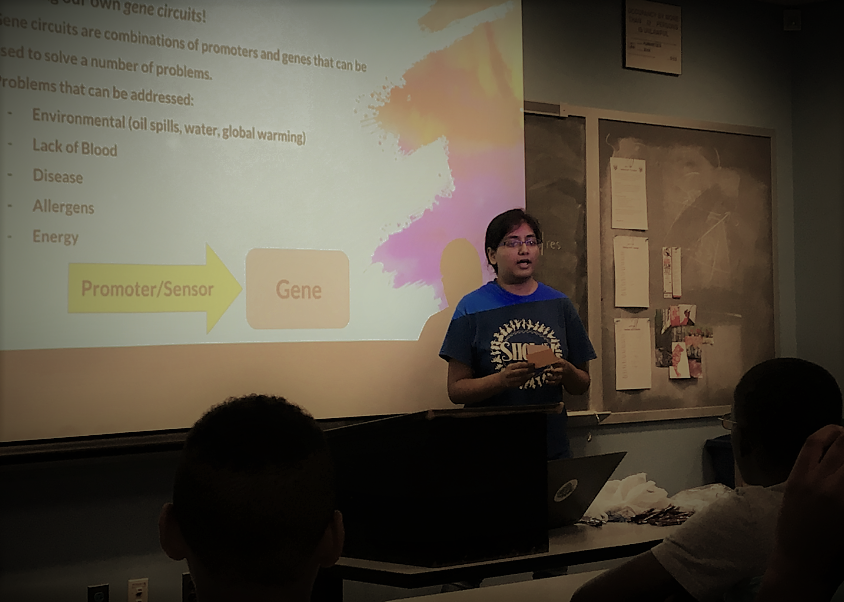 own gene circuits!
Gene circuits are combinations of promoters and genes that can be
sed to solve a number of problems.
Problems that can be addressed:
- Environmental (oil spills, water, global warming)
- Lack of Blood
- Disease
- Allergens
- Energy
Promoter/Sensor
Gene